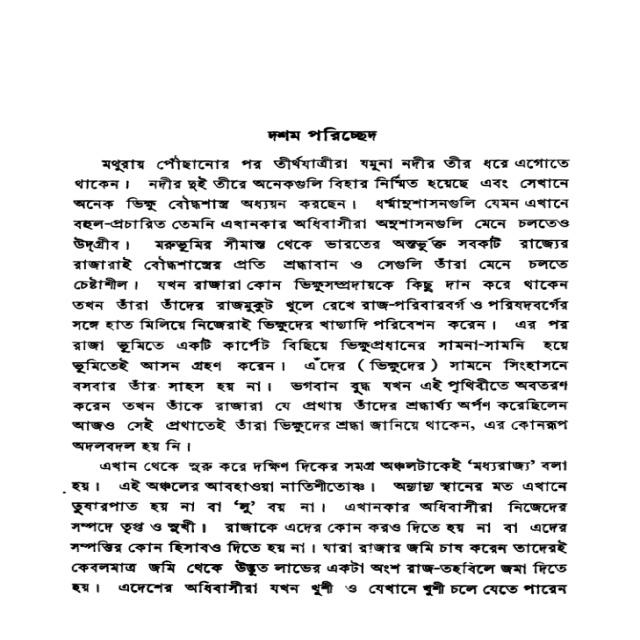 দশম পরিচ্ছেদ
মথুরায় পৌঁছানোর পর তীর্থযাত্রীরা যমুনা নদীর তীর ধরে এগোতে
থাকেন। নদীর দুই তীরে অনেকগুলি বিহার নির্মিত হয়েছে এবং সেখানে
অনেক ভিক্ষু বৌদ্ধশাস্ত্র অধ্যয়ন করছেন। ধর্মানুশাসনগুলি যেমন এখানে
বহুল-প্রচারিত তেমনি এখানকার অধিবাসীরা অনুশাসনগুলি মেনে চলতেও
উদ্‌গ্রীব। মরুভূমির সীমান্ত থেকে ভারতের অন্তর্ভুক্ত সবকটি রাজ্যের
রাজারাই বৌদ্ধশাস্ত্রের প্রতি শ্রদ্ধাবান ও সেগুলি তাঁরা মেনে চলতে
চেষ্টাশীল। যখন রাজারা কোন ভিক্ষুসম্প্রদায়কে কিছু দান করে থাকেন
তখন তাঁরা তাঁদের রাজমুকুট খুলে রেখে রাজ-পরিবারবর্গ ও পরিষদবর্গের
সঙ্গে হাত মিলিয়ে নিজেরাই ভিক্ষুদের খাদ্যাদি পরিবেশন করেন। এর পর
রাজা ভূমিতে একটি কার্পেট বিছিয়ে ভিক্ষুপ্রধানের সামনা-সামনি হয়ে
ভূমিতেই আসন গ্রহণ করেন। এঁদের (ভিক্ষুদের) সামনে সিংহাসনে
বসবার তাঁর সাহস হয় না। ভগবান বুদ্ধ যখন এই পৃথিবীতে অবতরণ
করেন তখন তাঁকে রাজারা যে প্রথায় তাঁদের শ্রদ্ধার্ঘ্য অর্পণ করেছিলেন
আজও সেই প্রথাতেই তাঁরা ভিক্ষুদের শ্রদ্ধা জানিয়ে থাকেন, এর কোনরূপ
অদলবদল হয় নি।
এখান থেকে সুরু করে দক্ষিণ দিকের সমগ্র অঞ্চলটাকেই ‘মধ্যরাজ্য’ বলা
হয়। এই অঞ্চলের আবহাওয়া নাতিশীতোষ্ণ। অন্যান্য স্থানের মত এখানে
তুষারপাত হয় না বা ‘লু’ বয় না। এখানকার অধিবাসীরা নিজেদের
সম্পদে তৃপ্ত ও সুখী। রাজাকে এদের কোন করও দিতে হয় না বা এদের
সম্পত্তির কোন হিসাবও দিতে হয় না। যারা রাজার জমি চাষ করেন তাদেরই
কেবলমাত্র জমি থেকে উদ্ভূত লাভের একটা অংশ রাজ-তহবিলে জমা দিতে
হয়। এদেশের অধিবাসীরা যখন খুশী ও যেখানে খুশী চলে যেতে পারেন